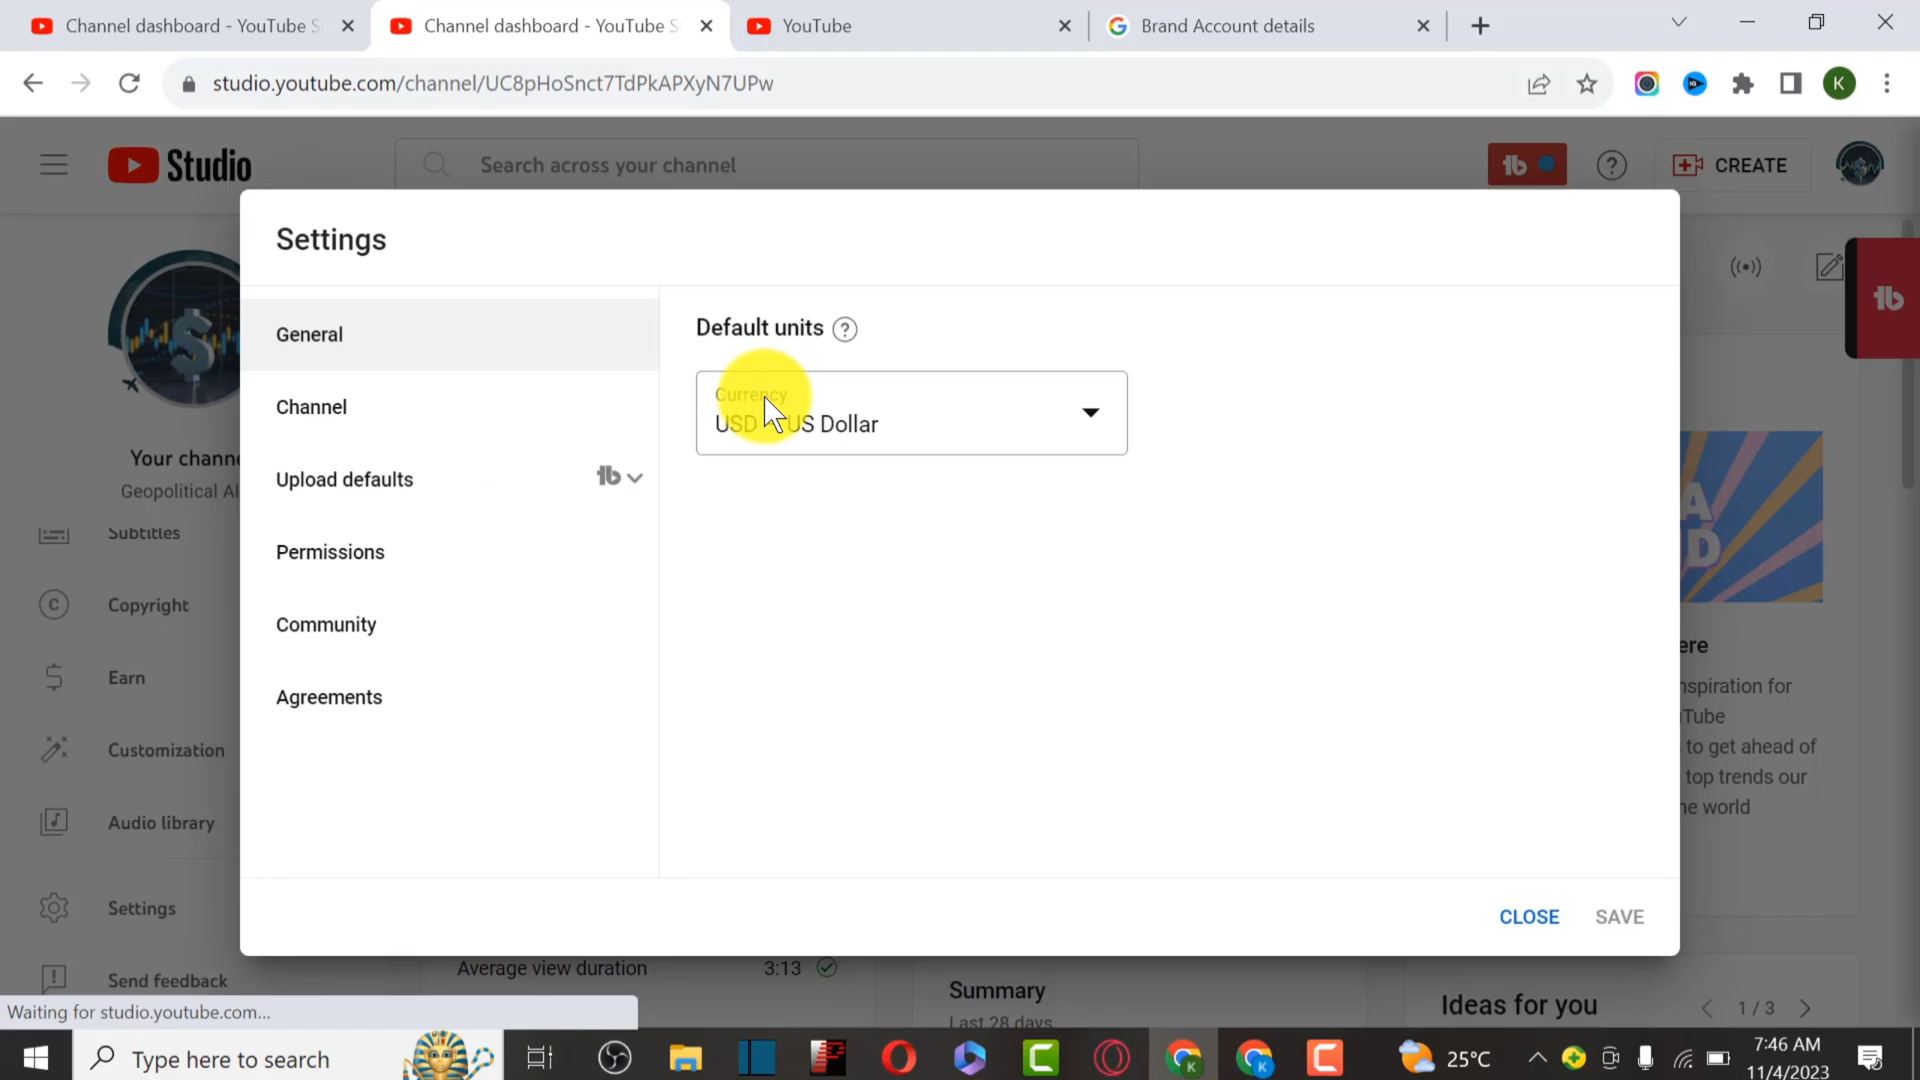 Channel dashboard - YouTube S
Channel dashboard - YouTube S
YouTube
Brand Account details
studio.youtube.com/channel/UC8pHoSnct7TdPkAPXyN7UPw
K
Studio
Search across your channel
CREATE
Settings
General
Channel
Upload defaults
Permissions
Community
Agreements
Default units
Currency
USD - US Dollar
CLOSE
SAVE
Your chann
Geopolitical Al
Subtitles
Copyright
Earn
Customization
Audio library
Settings
Send feedback
ere
nspiration for
Tube
to get ahead of
top trends our
he world
Average view duration
3:13
Summary
Last 28 days
Ideas for you
1 / 3
Waiting for studio.youtube.com...
Type here to search
25°C
7:46 AM
11/4/2023